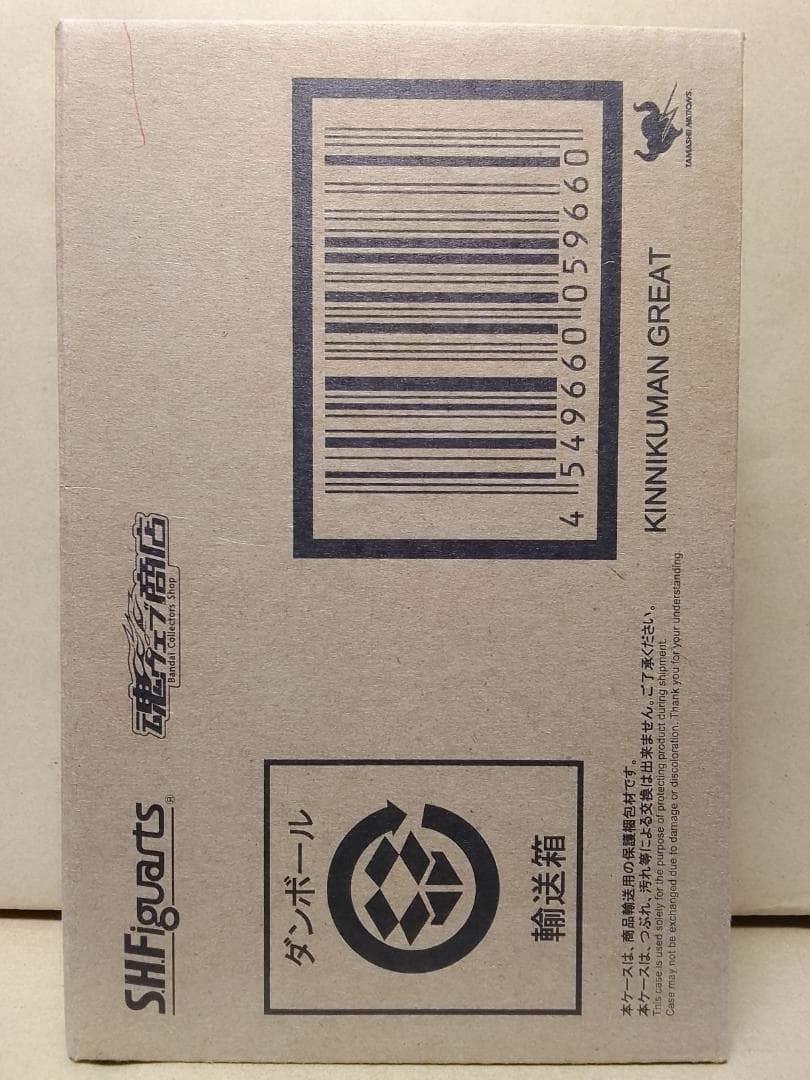 S.H.Figuarts®
魂ウェブ商店
Bandai Collectors Shop
ダンボール
輸送箱
4 549660 059660
TAMASHII NATIONS
KINNIKUMAN GREAT
本ケースは、商品輸送用の保護梱包材です。
本ケースは、つぶれ、汚れ等による交換は出来ません。ご了承ください。
This case is used solely for the purpose of protecting product during shipment.
Case may not be exchanged due to damage or discoloration. Thank you for your understanding.